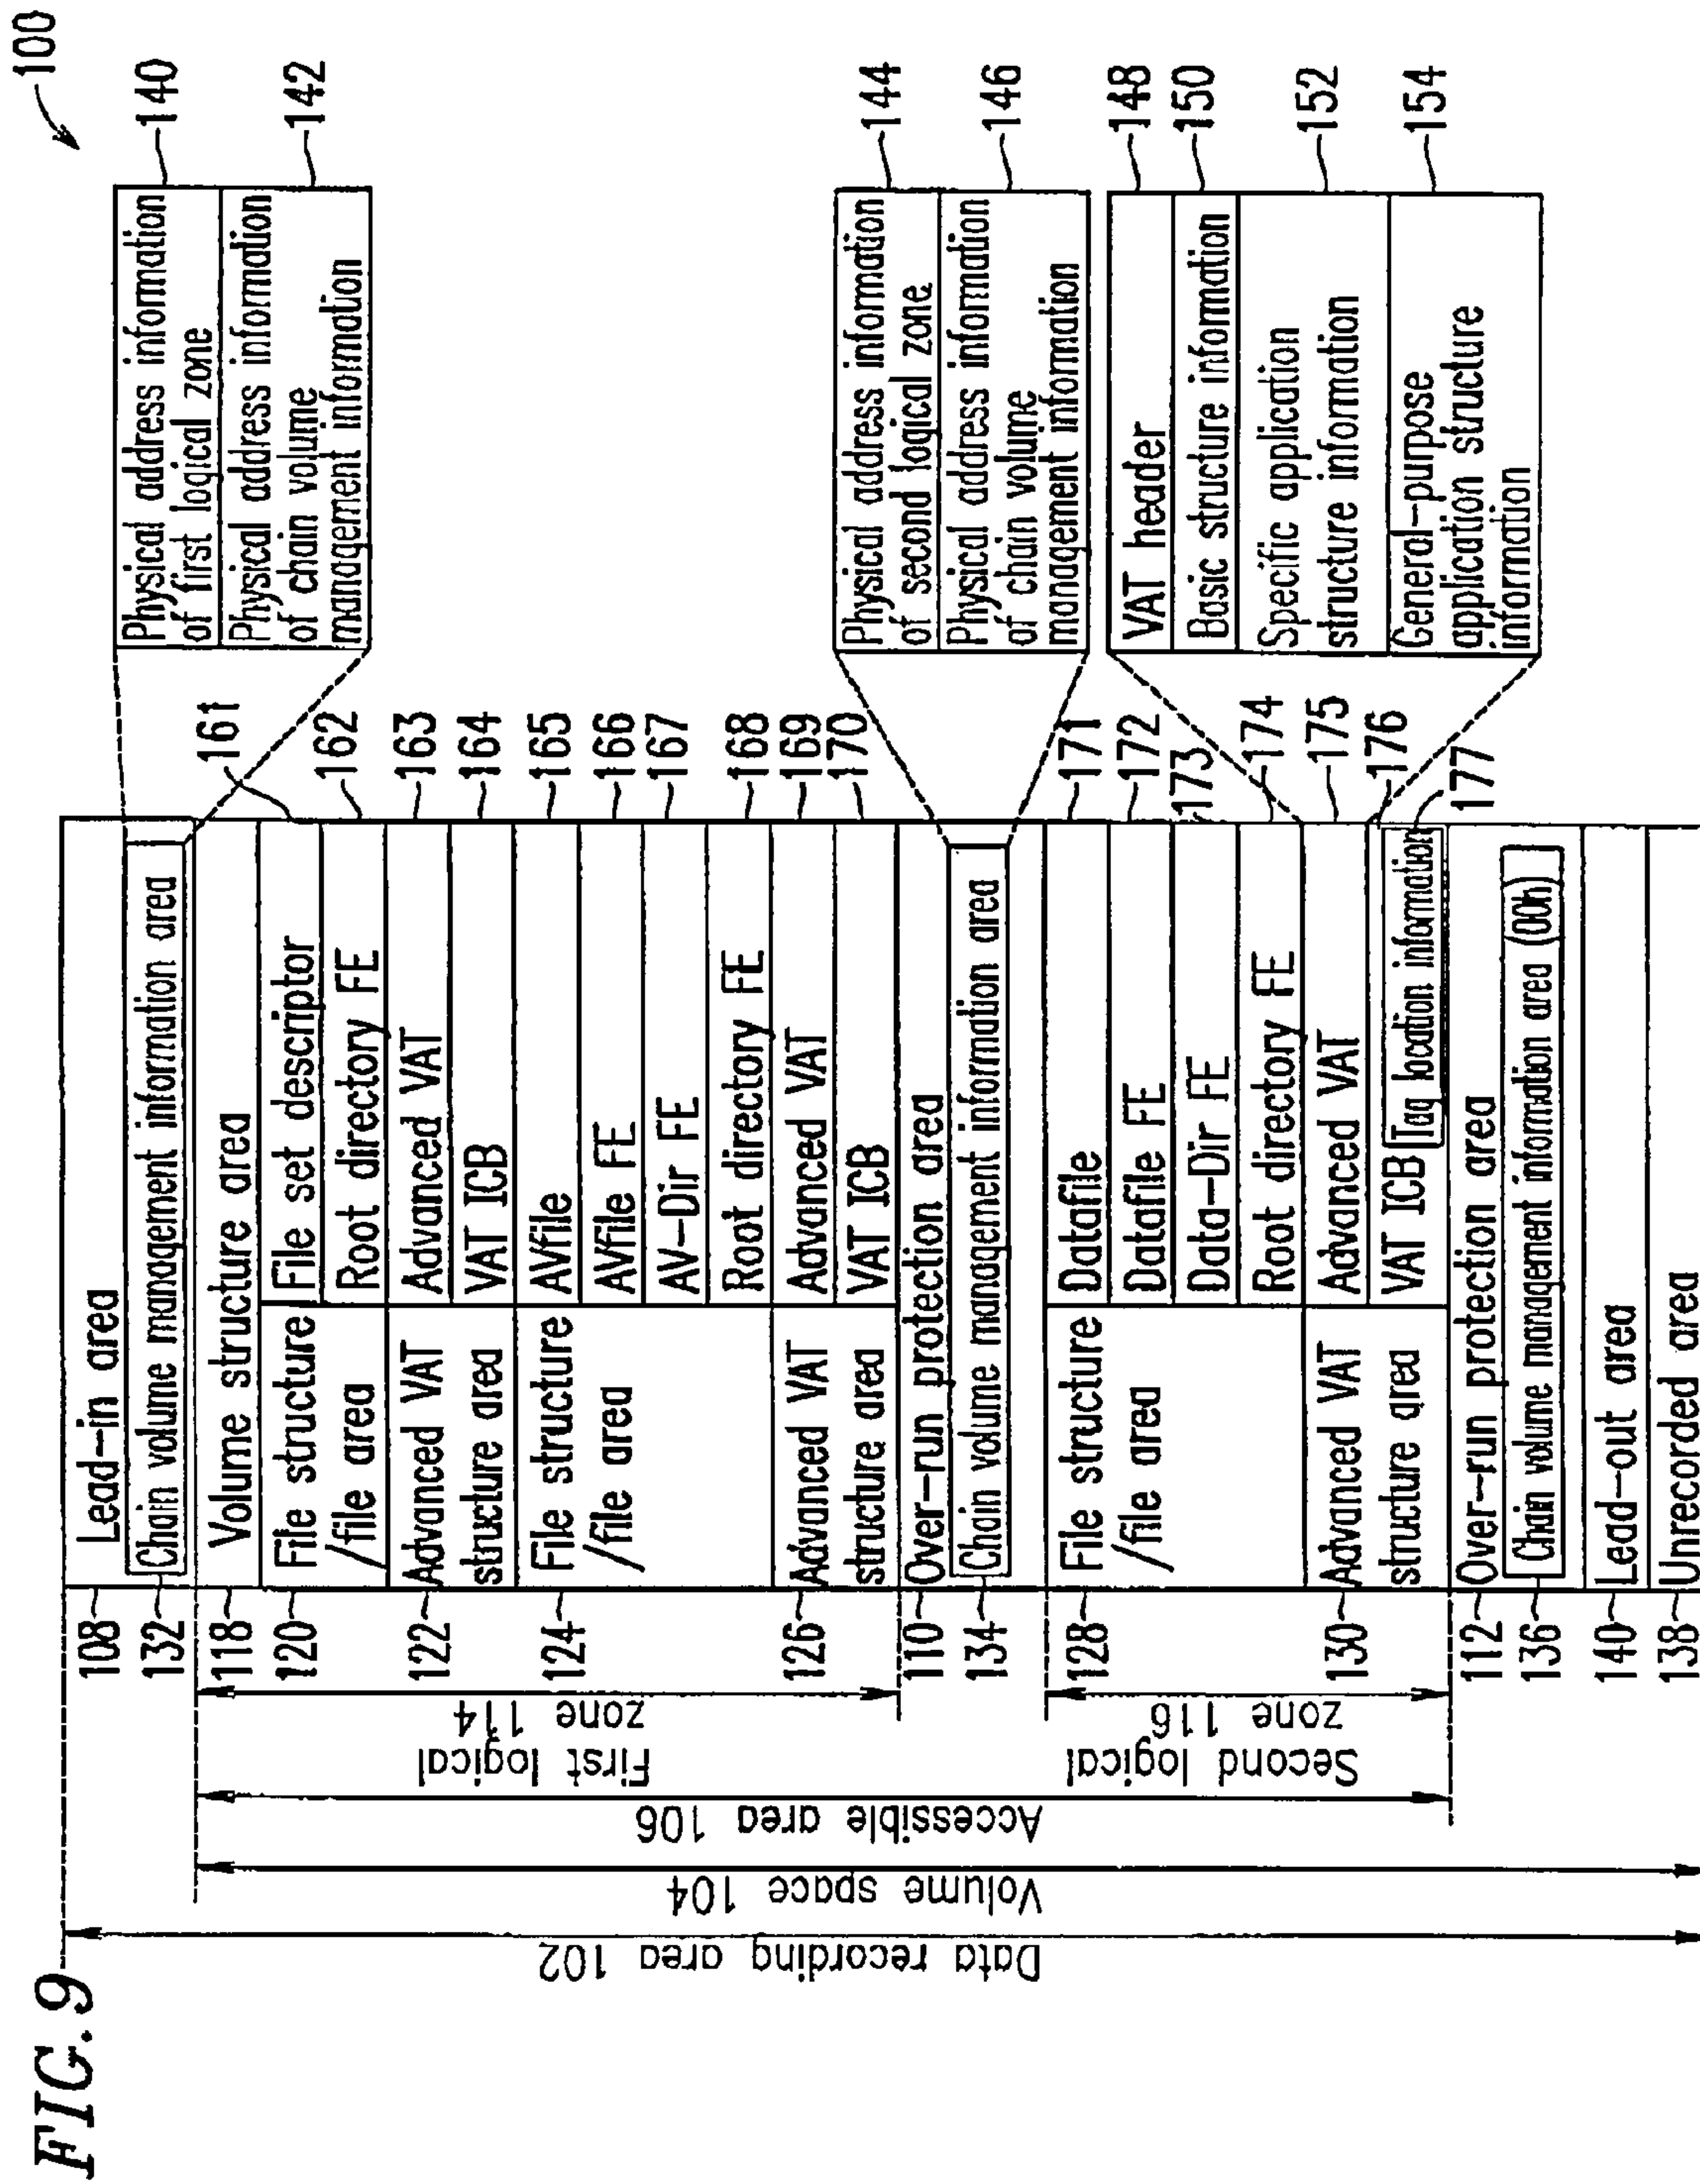 FIG. 9
100
Data recording area 102
Volume space 104
Accessible area 106
First logical
zone 114
Second logical
zone 116
108
Lead-in area
132
Chain volume management information area
118
Volume structure area
120
File structure
/file area
File set descriptor
161
Root directory FE
162
122
Advanced VAT
structure area
Advanced VAT
163
VAT ICB
164
124
File structure
/file area
AVfile
165
AVfile FE
166
AV-Dir FE
167
Root directory FE
168
126
Advanced VAT
structure area
Advanced VAT
169
VAT ICB
170
110
Over-run protection area
134
Chain volume management information area
128
File structure
/file area
Datafile
171
Datafile FE
172
Data-Dir FE
173
Root directory FE
174
130
Advanced VAT
structure area
Advanced VAT
175
VAT ICB
176
Tag location information
177
112
Over-run protection area
136
Chain volume management information area (00h)
140
Lead-out area
138
Unrecorded area
Physical address information
of first logical zone
140
Physical address information
of chain volume
management information
142
Physical address information
of second logical zone
144
Physical address information
of chain volume
management information
146
VAT header
148
Basic structure information
150
Specific application
structure information
152
General-purpose
application structure
information
154